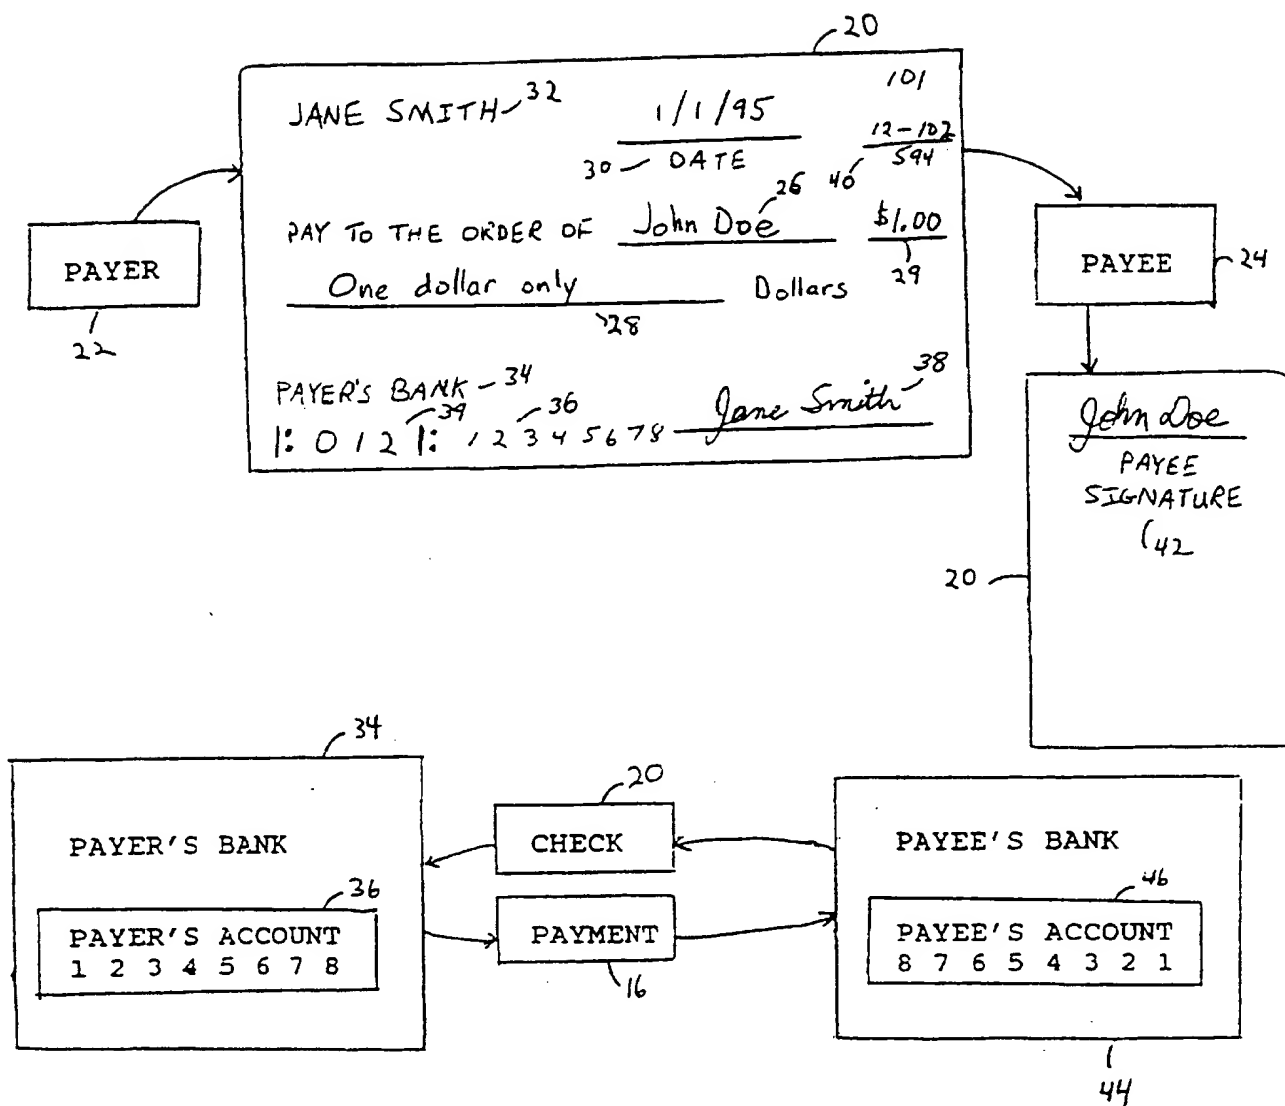 20
JANE SMITH 32
1/1/95
101
30 DATE
12-102
594
40
PAY TO THE ORDER OF John Doe 26 $1.00
29
One dollar only Dollars
28
PAYER'S BANK 34
39 36
|: 0 1 2 |: 1 2 3 4 5 6 7 8 Jane Smith 38
PAYER
22
PAYEE 24
John Doe
PAYEE
SIGNATURE
42
20
34
PAYER'S BANK
36
PAYER'S ACCOUNT
1 2 3 4 5 6 7 8
20
CHECK
PAYMENT
16
PAYEE'S BANK
46
PAYEE'S ACCOUNT
8 7 6 5 4 3 2 1
44